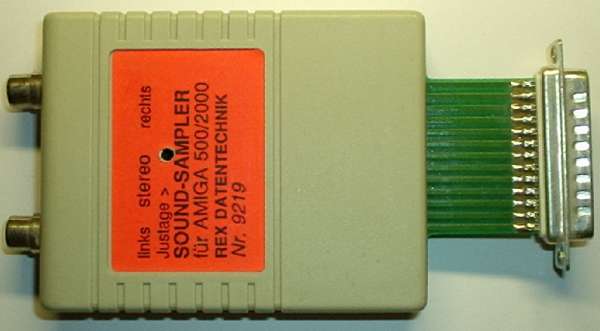 links stereo rechts
Justage >
SOUND-SAMPLER
für AMIGA 500/2000
REX DATENTECHNIK
Nr. 9219